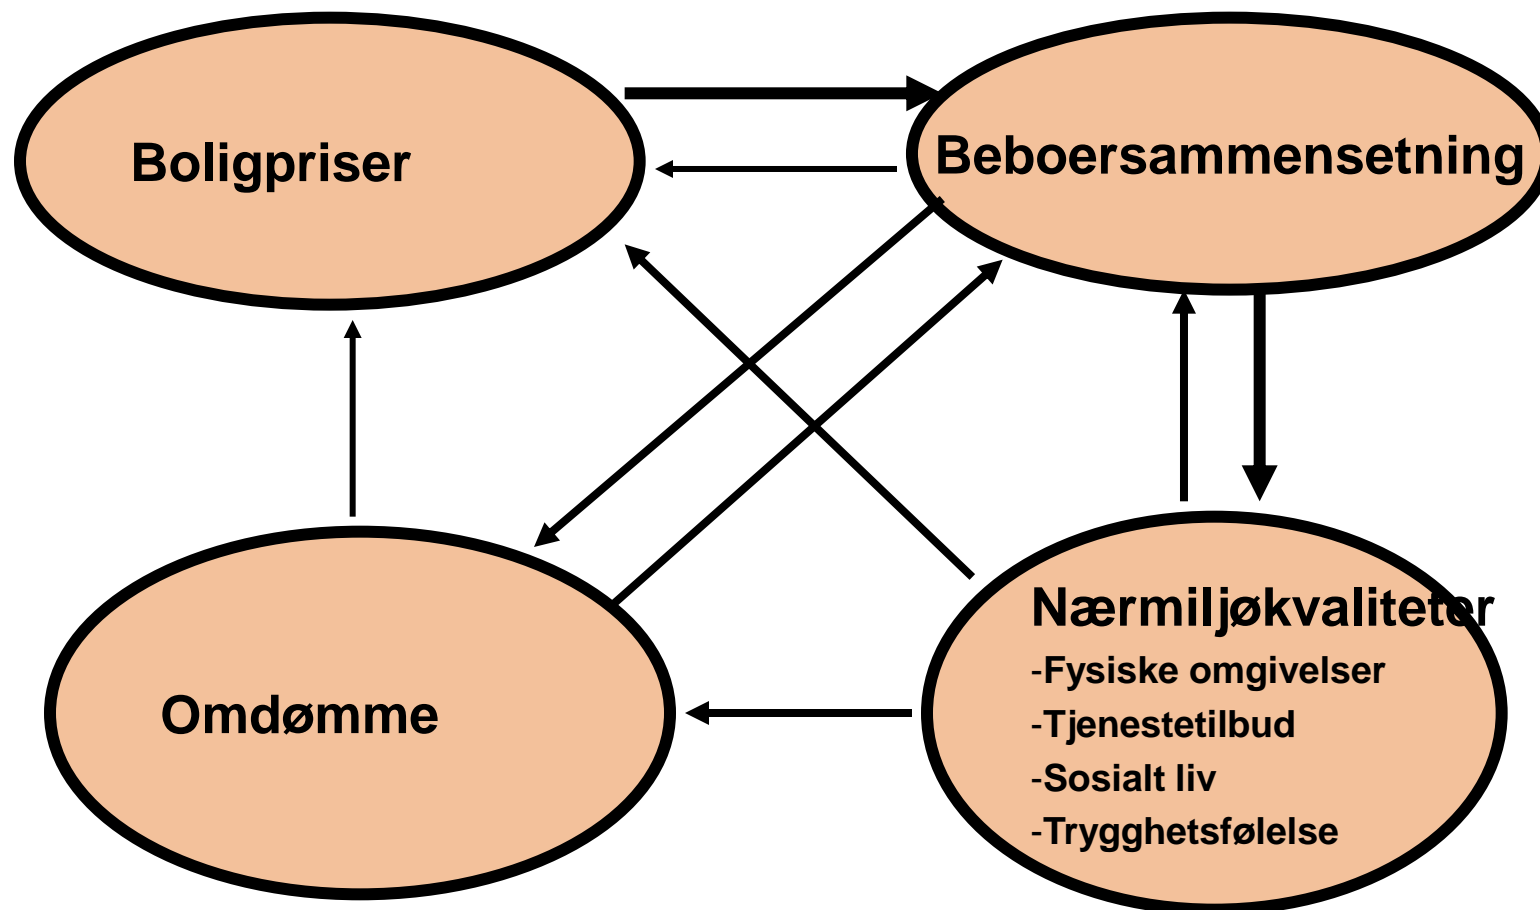 Boligpriser
Beboersammensetning
Omdømme
Nærmiljøkvaliteter
-Fysiske omgivelser
-Tjenestetilbud
-Sosialt liv
-Trygghetsfølelse